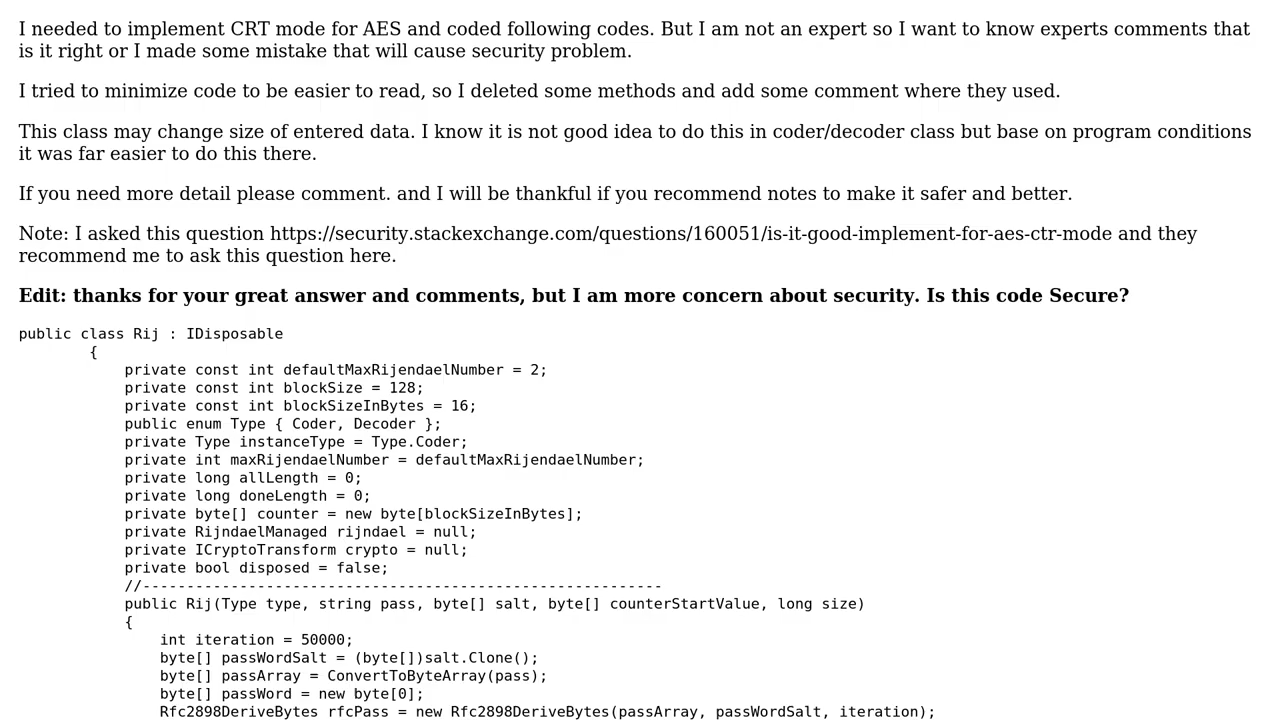 I needed to implement CRT mode for AES and coded following codes. But I am not an expert so I want to know experts comments that
is it right or I made some mistake that will cause security problem.
I tried to minimize code to be easier to read, so I deleted some methods and add some comment where they used.
This class may change size of entered data. I know it is not good idea to do this in coder/decoder class but base on program conditions
it was far easier to do this there.
If you need more detail please comment. and I will be thankful if you recommend notes to make it safer and better.
Note: I asked this question https://security.stackexchange.com/questions/160051/is-it-good-implement-for-aes-ctr-mode and they
recommend me to ask this question here.
Edit: thanks for your great answer and comments, but I am more concern about security. Is this code Secure?
public class Rij : IDisposable
{
private const int defaultMaxRijendaelNumber = 2;
private const int blockSize = 128;
private const int blockSizeInBytes = 16;
public enum Type { Coder, Decoder };
private Type instanceType = Type.Coder;
private int maxRijendaelNumber = defaultMaxRijendaelNumber;
private long allLength = 0;
private long doneLength = 0;
private byte[] counter = new byte[blockSizeInBytes];
private RijndaelManaged rijndael = null;
private ICryptoTransform crypto = null;
private bool disposed = false;
//-----------------------------------------------------------
public Rij(Type type, string pass, byte[] salt, byte[] counterStartValue, long size)
{
int iteration = 50000;
byte[] passWordSalt = (byte[])salt.Clone();
byte[] passArray = ConvertToByteArray(pass);
byte[] passWord = new byte[0];
Rfc2898DeriveBytes rfcPass = new Rfc2898DeriveBytes(passArray, passWordSalt, iteration);